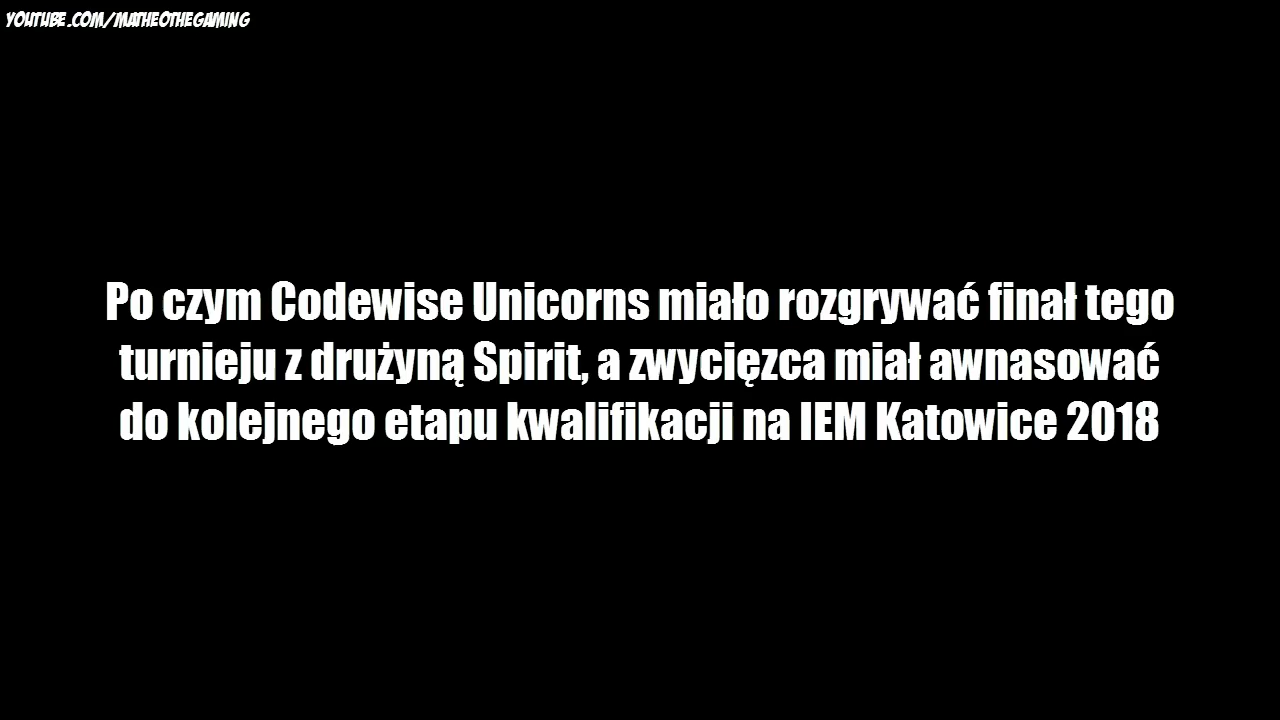 YOUTUBE.COM/MATHEOTHEGAMING
Po czym Codewise Unicorns miało rozgrywać finał tego
turnieju z drużyną Spirit, a zwycięzca miał awnasować
do kolejnego etapu kwalifikacji na IEM Katowice 2018